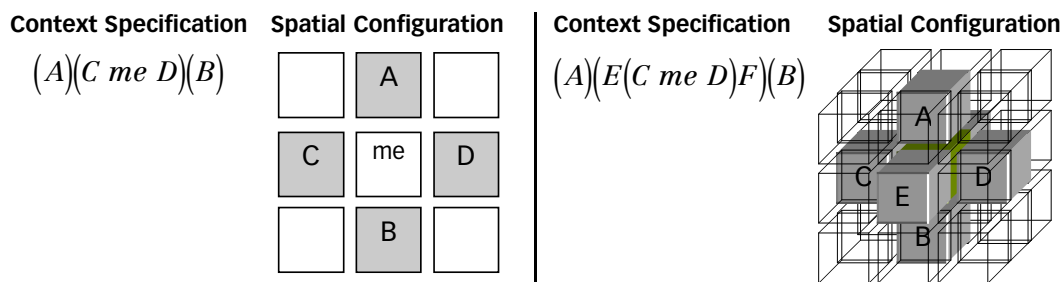 Context Specification Spatial Configuration
(A)(C me D)(B)
A
C me D
B
Context Specification Spatial Configuration
(A)(E(C me D)F)(B)
A
C E D
B